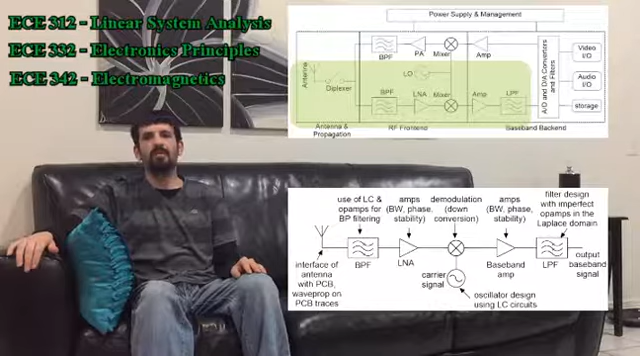 ECE 312 - Linear System Analysis
ECE 332 - Electronics Principles
ECE 342 - Electromagnetics
Power Supply & Management
Antenna
Diplexer
BPF
PA
Mixer
Amp
LO
BPF
LNA
Mixer
Amp
LPF
A/D and D/A Converters
and Filters
Video
I/O
Audio
I/O
storage
Antenna &
Propagation
RF Frontend
Baseband Backend
use of LC &
opamps for
BP filtering
amps
(BW, phase,
stability)
demodulation
(down
conversion)
amps
(BW, phase,
stability)
filter design
with imperfect
opamps in the
Laplace domain
interface of
antenna
with PCB,
waveprop on
PCB traces
BPF
LNA
carrier
signal
Baseband
amp
LPF
output
baseband
signal
oscillator design
using LC circuits